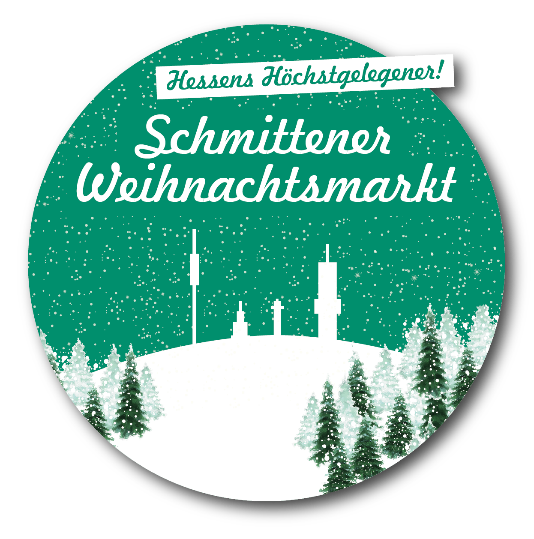 Hessens Höchstgelegener!
Schmittener
Weihnachtsmarkt